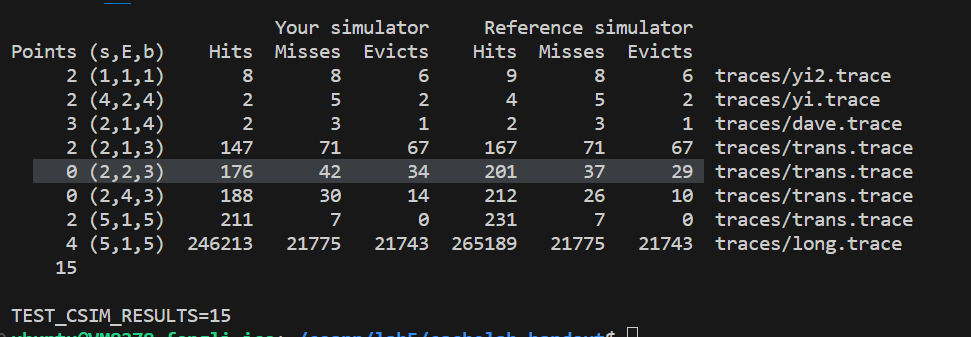 Your simulator Reference simulator
Points (s,E,b) Hits Misses Evicts Hits Misses Evicts
2 (1,1,1) 8 8 6 9 8 6 traces/yi2.trace
2 (4,2,4) 2 5 2 4 5 2 traces/yi.trace
3 (2,1,4) 2 3 1 2 3 1 traces/dave.trace
2 (2,1,3) 147 71 67 167 71 67 traces/trans.trace
0 (2,2,3) 176 42 34 201 37 29 traces/trans.trace
0 (2,4,3) 188 30 14 212 26 10 traces/trans.trace
2 (5,1,5) 211 7 0 231 7 0 traces/trans.trace
4 (5,1,5) 246213 21775 21743 265189 21775 21743 traces/long.trace
15
TEST_CSIM_RESULTS=15